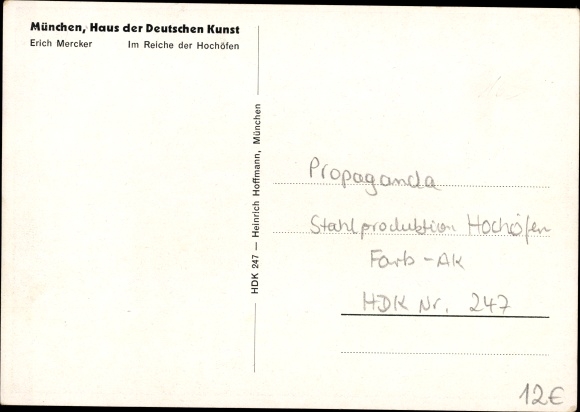 München, Haus der Deutschen Kunst
Erich Mercker Im Reiche der Hochöfen
HDK 247 — Heinrich Hoffmann, München
Propaganda
Stahlproduktion Hochöfen
Farb-AK
HDK Nr. 247
12€